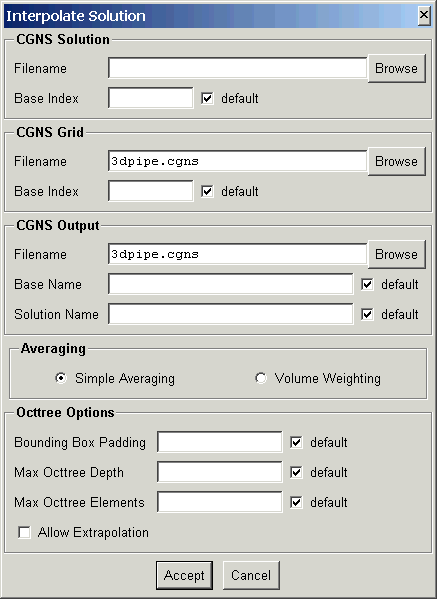 Interpolate Solution
CGNS Solution
Filename Browse
Base Index default
CGNS Grid
Filename 3dpipe.cgns Browse
Base Index default
CGNS Output
Filename 3dpipe.cgns Browse
Base Name default
Solution Name default
Averaging
Simple Averaging Volume Weighting
Octtree Options
Bounding Box Padding default
Max Octtree Depth default
Max Octtree Elements default
Allow Extrapolation
Accept Cancel